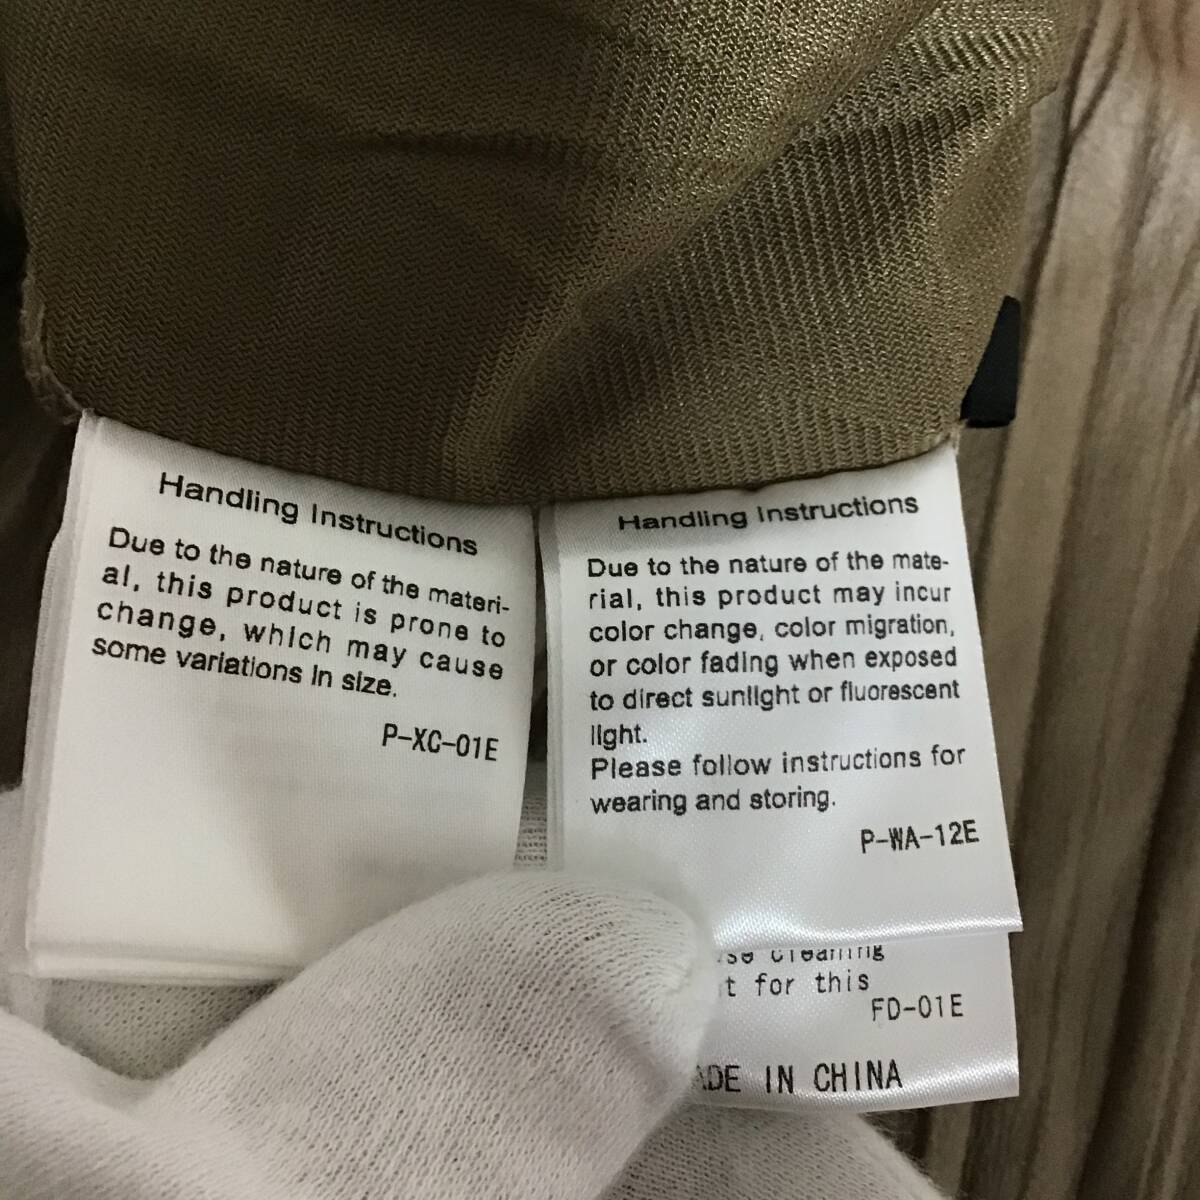 Handling Instructions
Due to the nature of the materi-
al, this product is prone to
change, which may cause
some variations in size.
P-XC-01E
Handling Instructions
Due to the nature of the mate-
rial, this product may incur
color change, color migration,
or color fading when exposed
to direct sunlight or fluorescent
light.
Please follow instructions for
wearing and storing.
P-WA-12E
cleaning
t for this
FD-01E
ADE IN CHINA